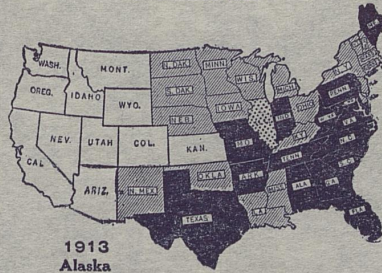 WASH.
MONT.
N. DAK
MINN.
OREG.
IDAHO
S. DAK
WIS.
MICH
N.Y.
WYO.
IOWA
PENN
NEB
OHIO
NEV.
UTAH
COL.
KAN.
MO.
IND
KY
VA
CAL
N.C.
TENN
ARIZ.
N. MEX
OKLA
ARK.
S.C.
MISS
ALA
GA
TEXAS
LA
FLA
1913
Alaska